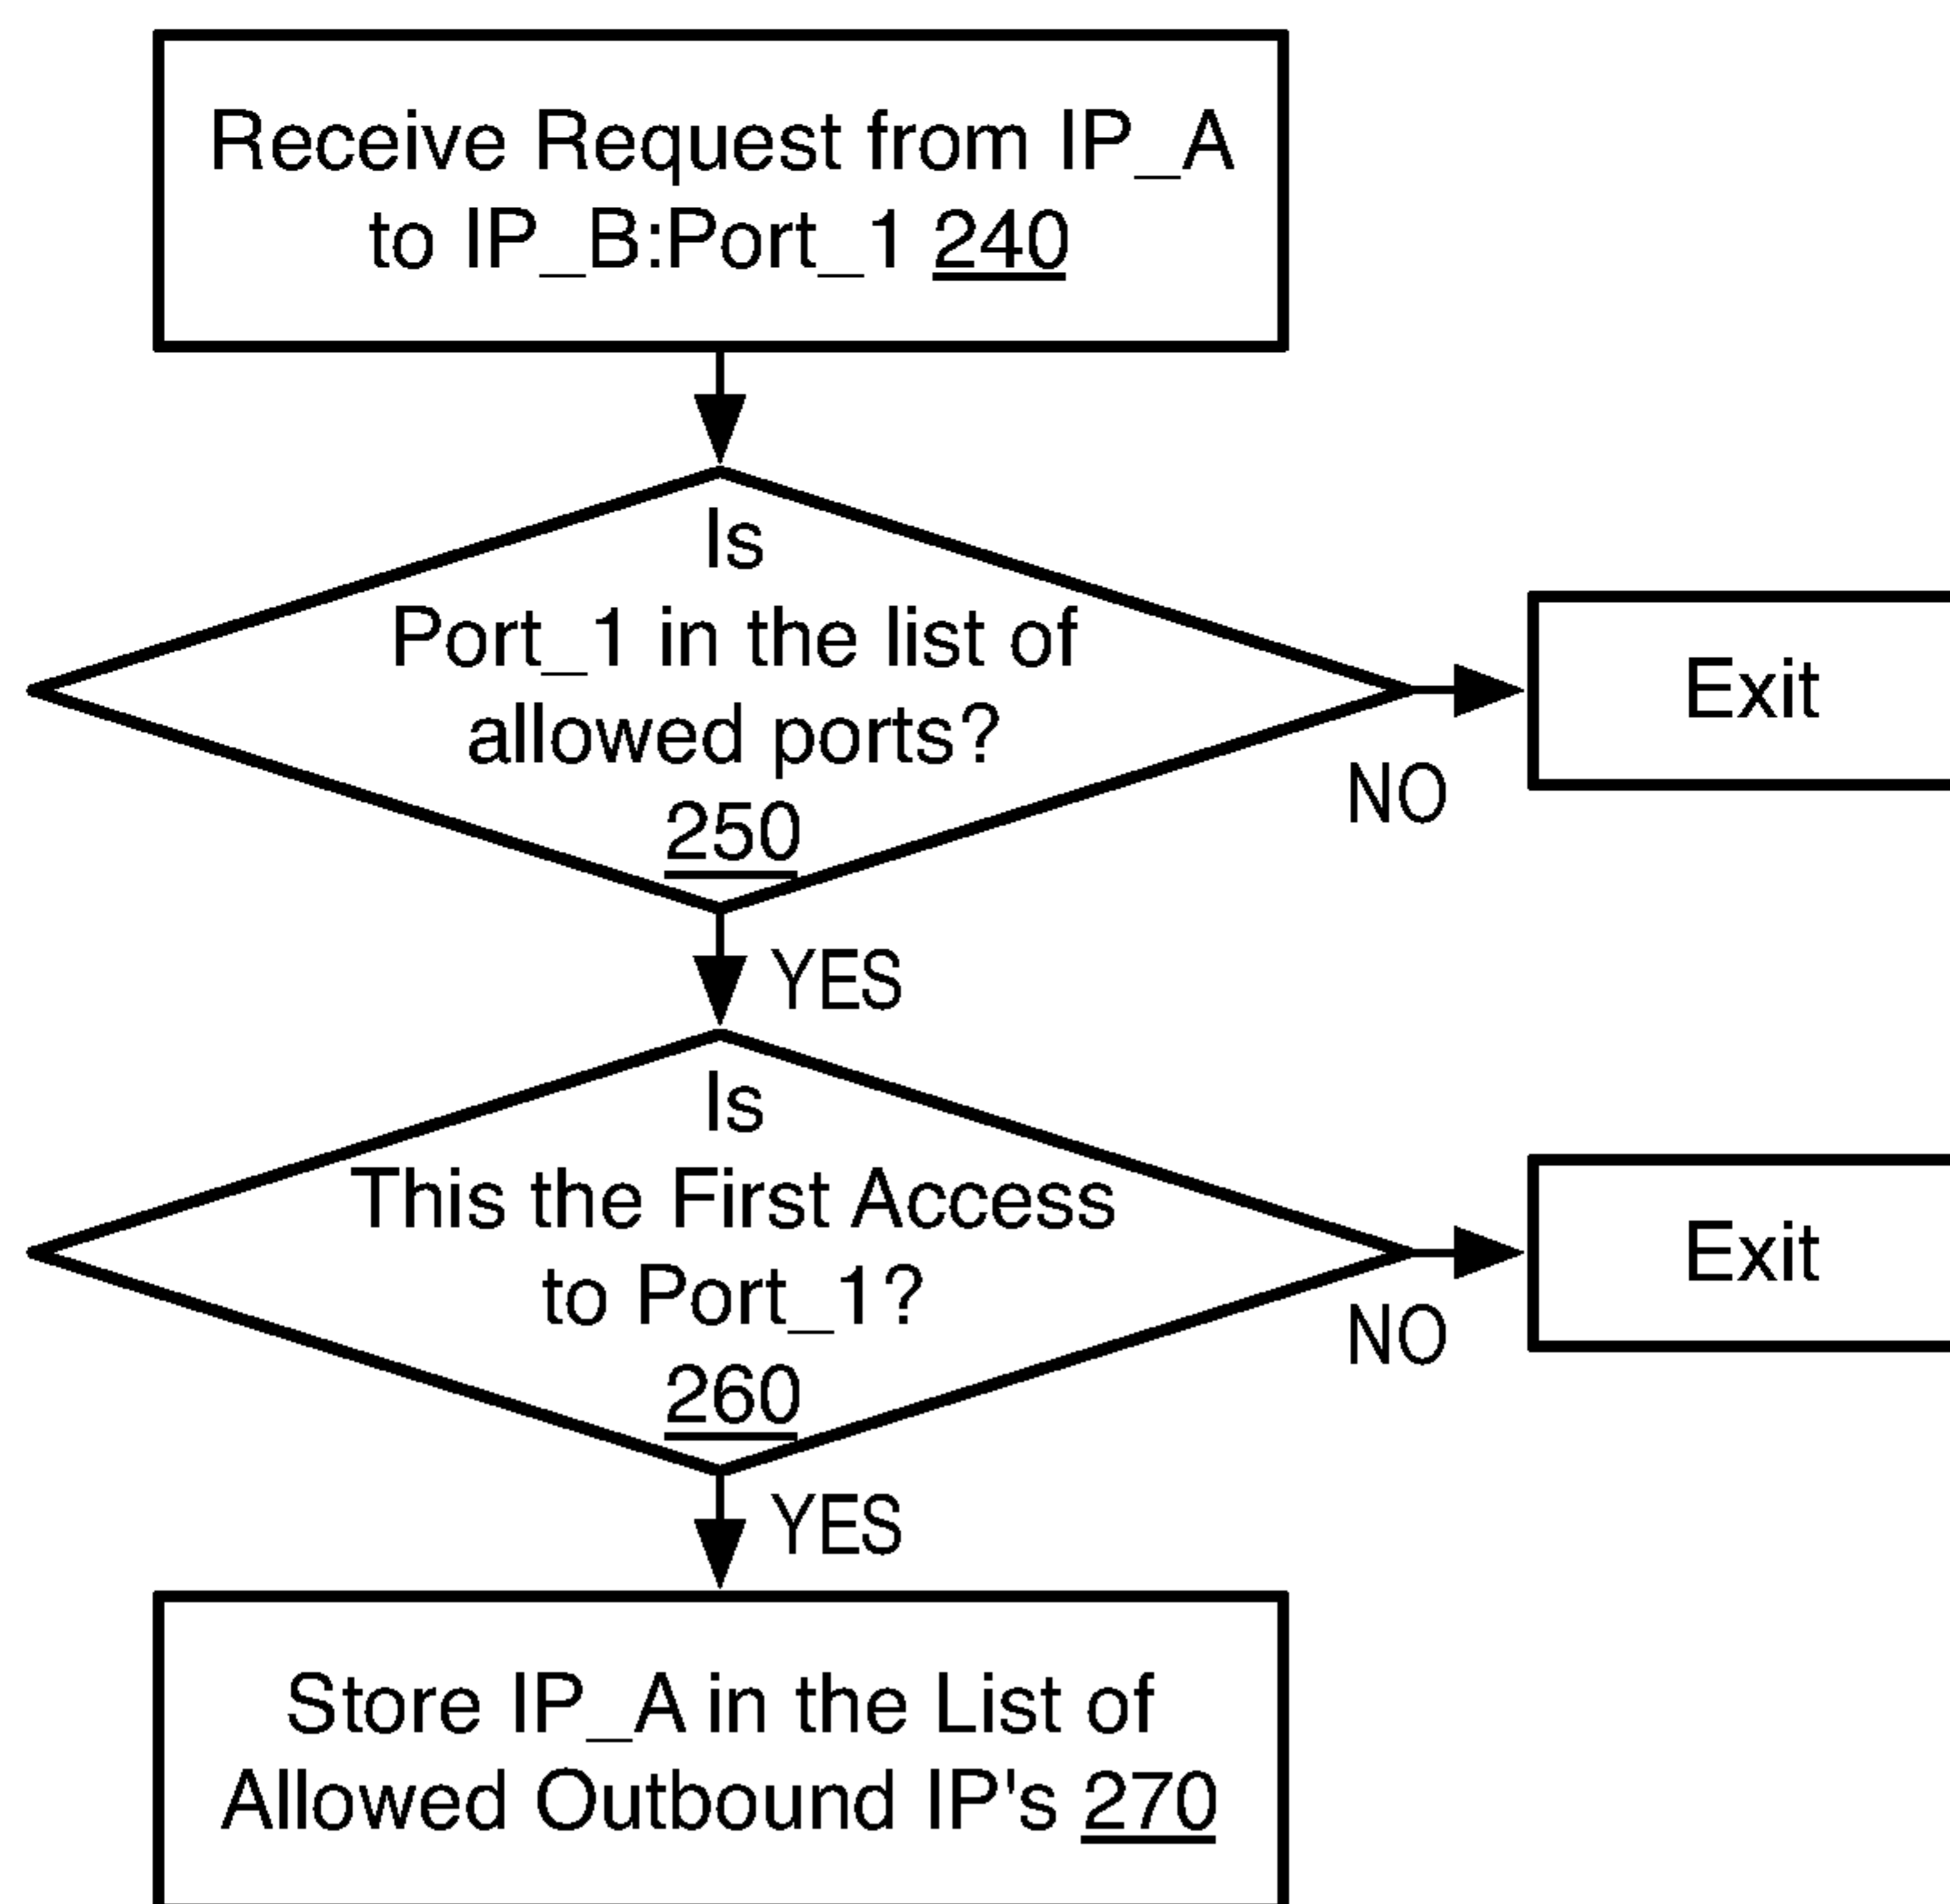 Receive Request from IP_A
to IP_B:Port_1 240
Is
Port_1 in the list of
allowed ports?
250
Exit
NO
YES
Is
This the First Access
to Port_1?
260
Exit
NO
YES
Store IP_A in the List of
Allowed Outbound IP's 270